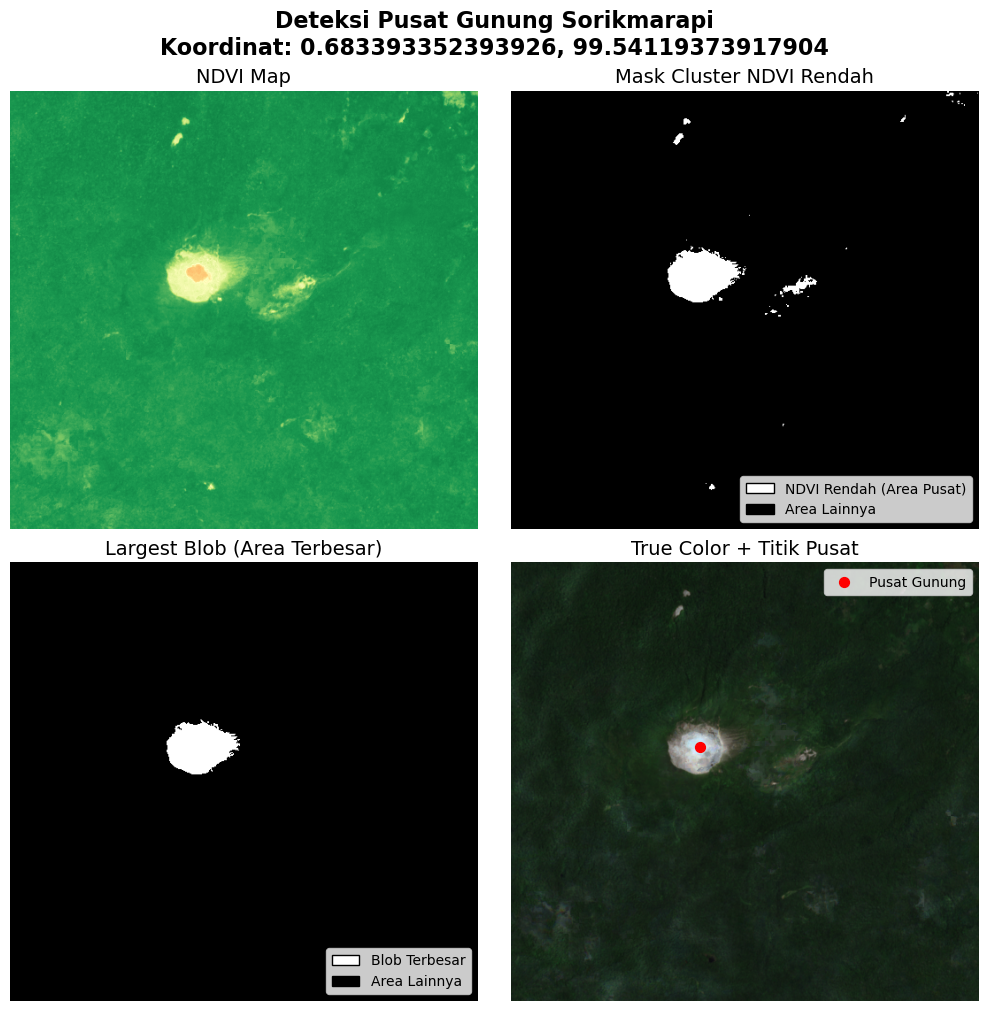 Deteksi Pusat Gunung Sorikmarapi
Koordinat: 0.683393352393926, 99.54119373917904
NDVI Map
Mask Cluster NDVI Rendah
NDVI Rendah (Area Pusat)
Area Lainnya
Largest Blob (Area Terbesar)
True Color + Titik Pusat
Pusat Gunung
Blob Terbesar
Area Lainnya